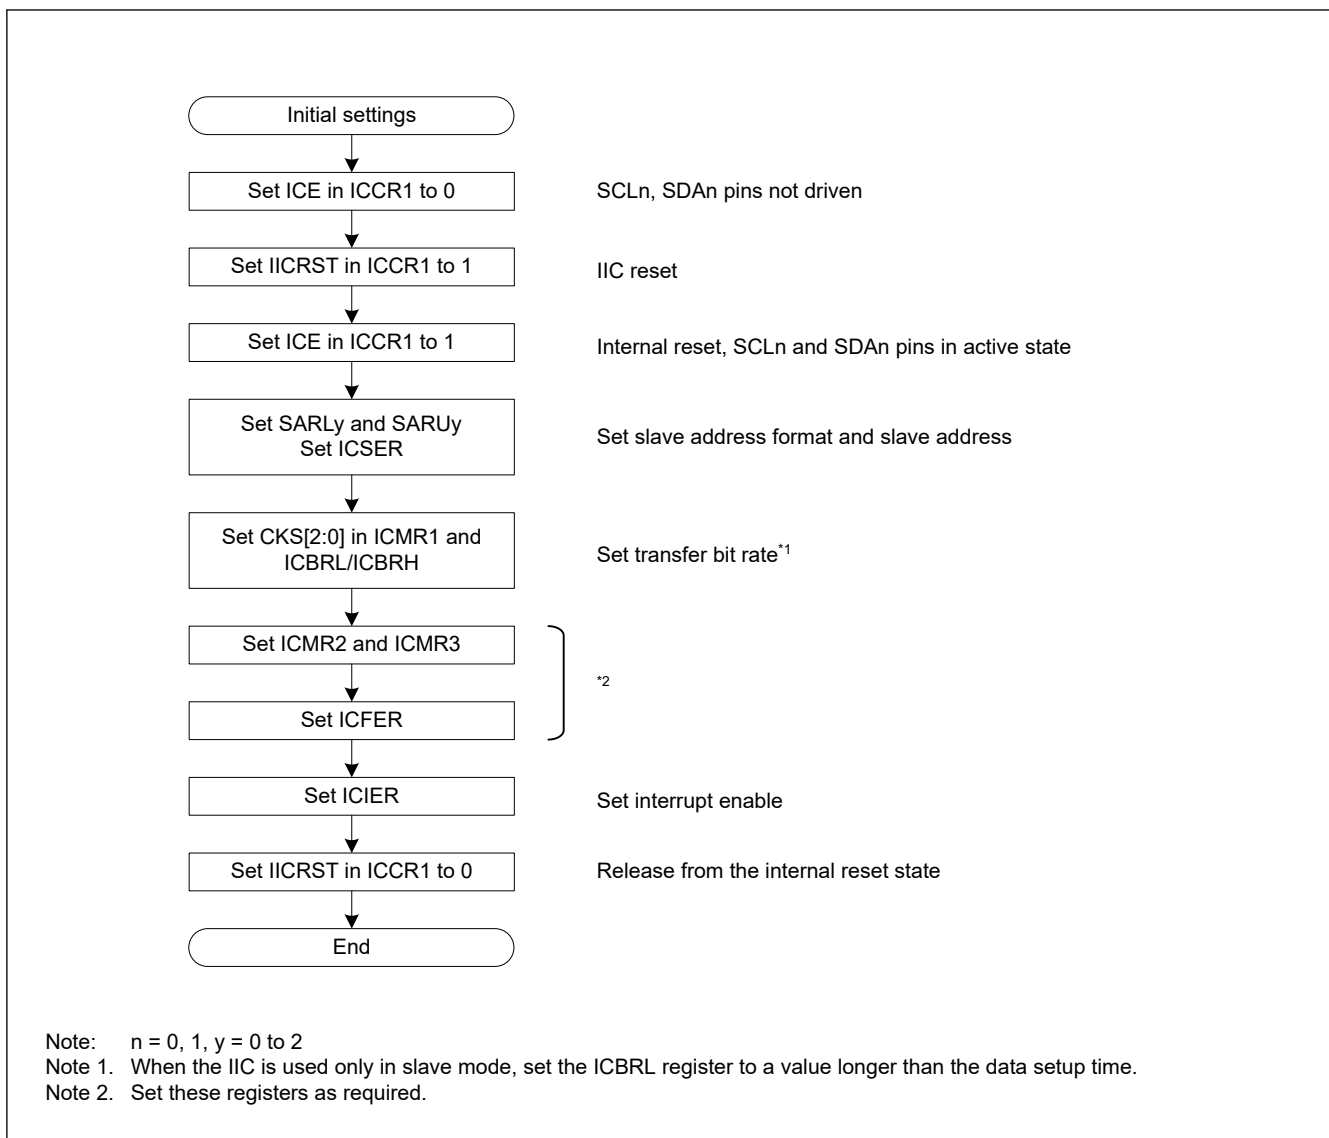 Initial settings
Set ICE in ICCR1 to 0
SCLn, SDAn pins not driven
Set IICRST in ICCR1 to 1
IIC reset
Set ICE in ICCR1 to 1
Internal reset, SCLn and SDAn pins in active state
Set SARLy and SARUy
Set ICSER
Set slave address format and slave address
Set CKS[2:0] in ICMR1 and
ICBRL/ICBRH
Set transfer bit rate*1
Set ICMR2 and ICMR3
*2
Set ICFER
Set ICIER
Set interrupt enable
Set IICRST in ICCR1 to 0
Release from the internal reset state
End
Note: n = 0, 1, y = 0 to 2
Note 1. When the IIC is used only in slave mode, set the ICBRL register to a value longer than the data setup time.
Note 2. Set these registers as required.